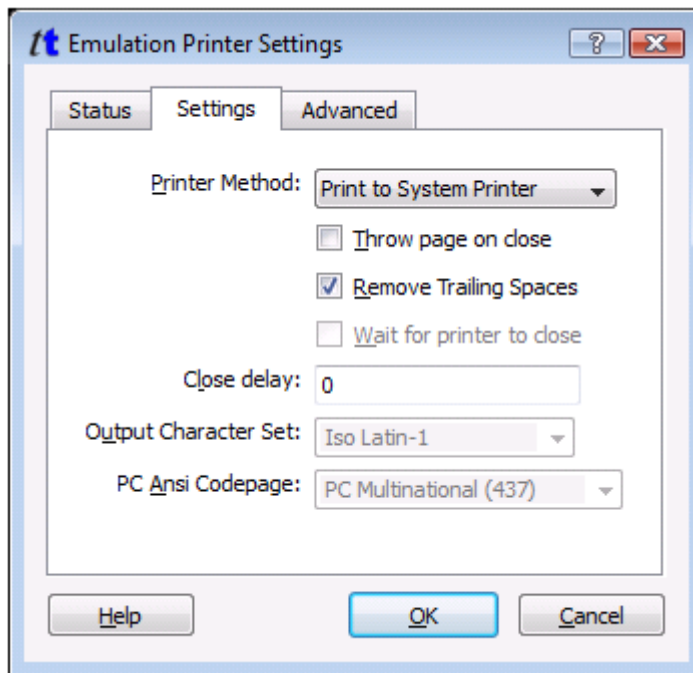 tt Emulation Printer Settings
?
Status Settings Advanced
Printer Method: Print to System Printer
Throw page on close
Remove Trailing Spaces
Wait for printer to close
Close delay: 0
Output Character Set: Iso Latin-1
PC Ansi Codepage: PC Multinational (437)
Help OK Cancel